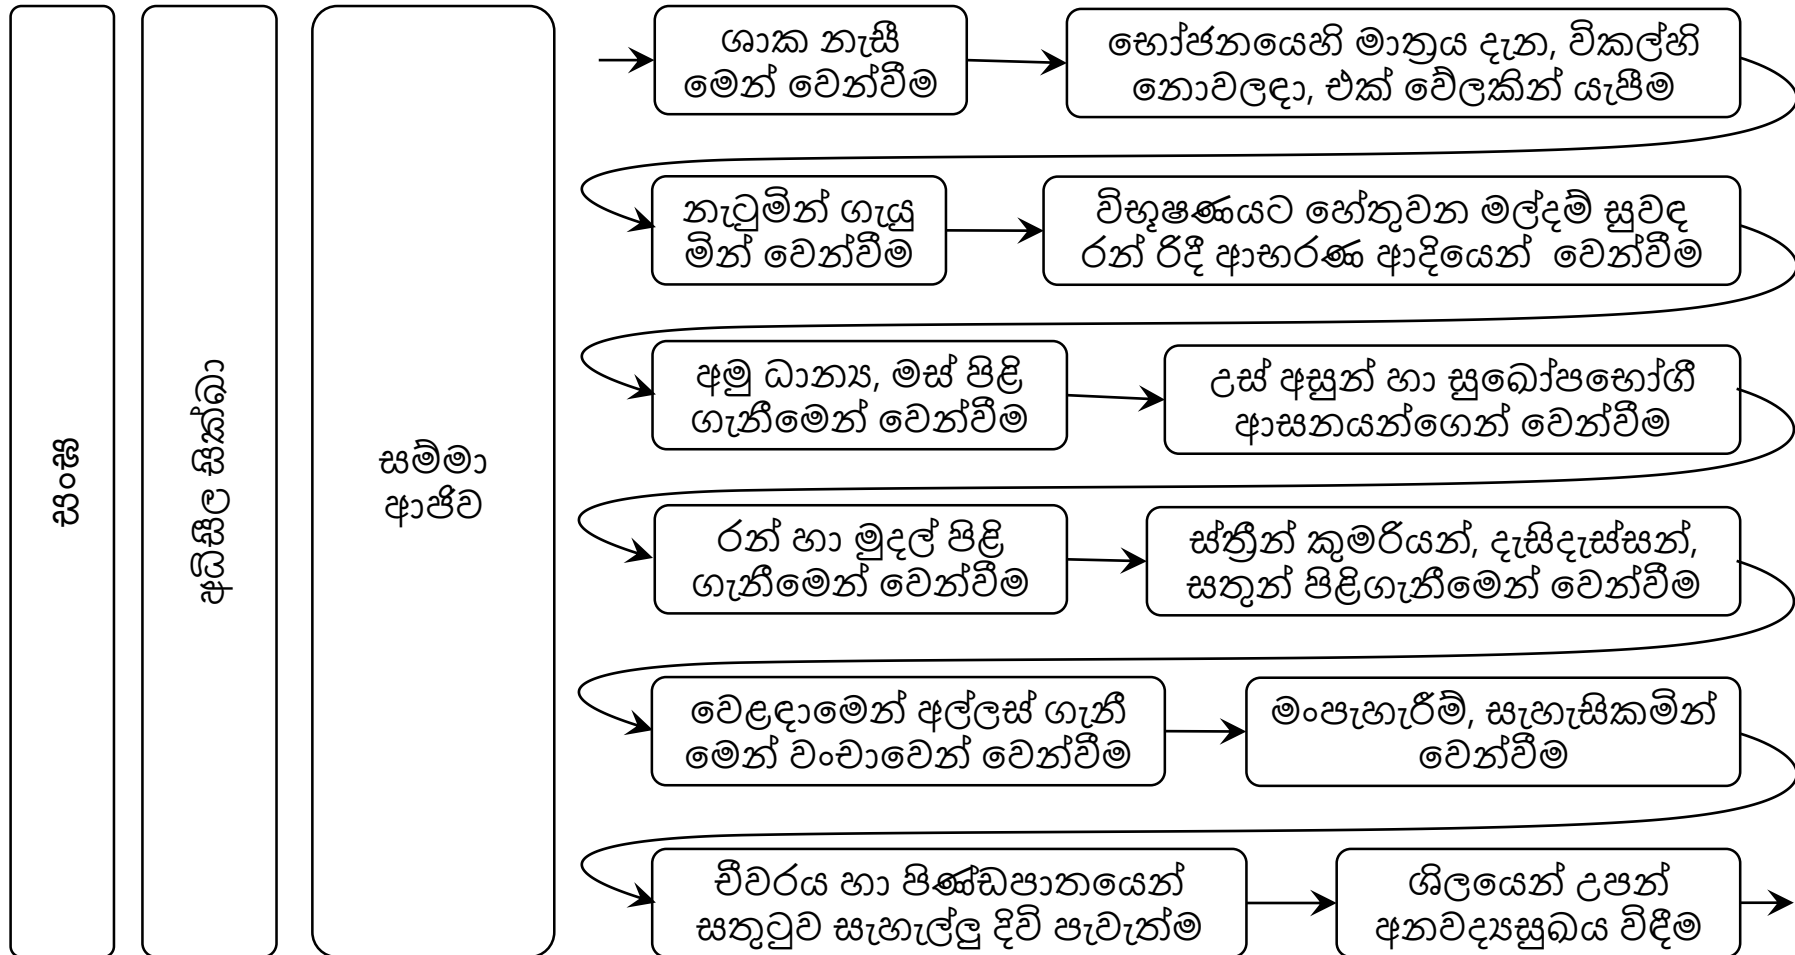 සංඝ
අධිසීල සික්ඛා
සම්මා
ආජිව
ශාක නැසී
මෙන් වෙන්වීම
භෝජනයෙහි මාත්‍රය දැන, විකල්හි
නොවලඳා, එක් වේලකින් යැපීම
නැටුමින් ගැයු
මින් වෙන්වීම
විභූෂණයට හේතුවන මල්දම් සුවඳ
රන් රිදී ආභරණ ආදියෙන් වෙන්වීම
අමු ධාන්‍ය, මස් පිළි
ගැනීමෙන් වෙන්වීම
උස් අසුන් හා සුඛෝපභෝගී
ආසනයන්ගෙන් වෙන්වීම
රන් හා මුදල් පිළි
ගැනීමෙන් වෙන්වීම
ස්ත්‍රීන් කුමරියන්, දැසිදැස්සන්,
සතුන් පිළිගැනීමෙන් වෙන්වීම
වෙළඳාමෙන් අල්ලස් ගැනී
මෙන් වංචාවෙන් වෙන්වීම
මංපැහැරීම්, සැහැසිකමින්
වෙන්වීම
චීවරය හා පිණ්ඩපාතයෙන්
සතුටුව සැහැල්ලු දිවි පැවැත්ම
ශිලයෙන් උපන්
අනවද්‍යසුඛය විඳීම